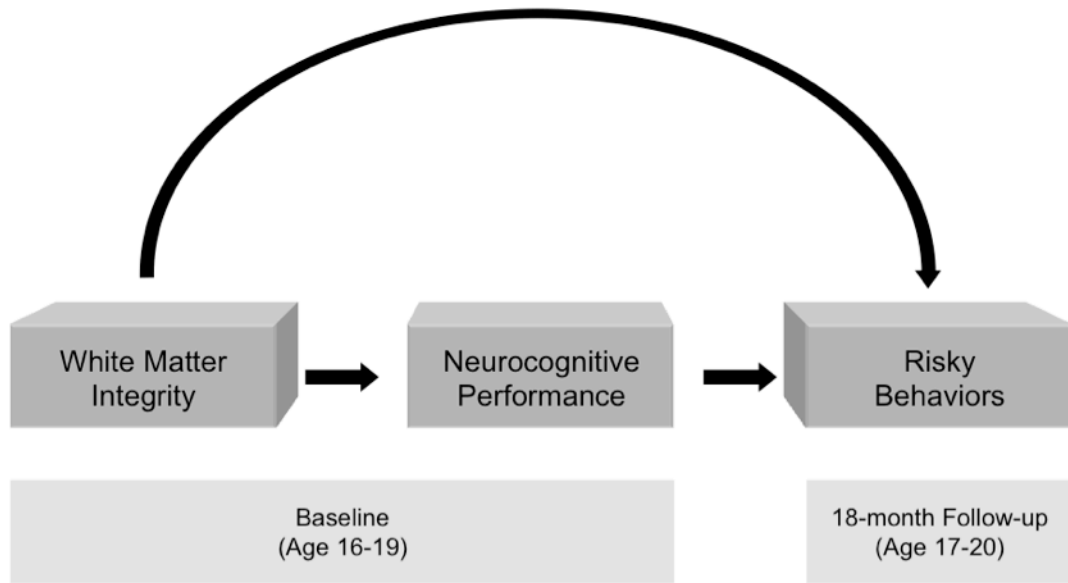 White Matter
Integrity
Neurocognitive
Performance
Risky
Behaviors
Baseline
(Age 16-19)
18-month Follow-up
(Age 17-20)